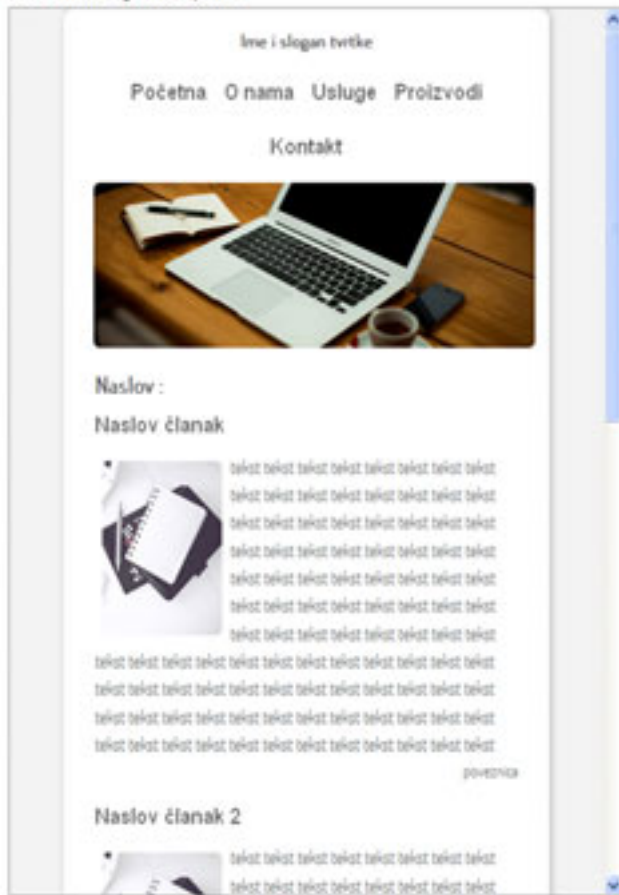 Ime i slogan tvrtke
Početna O nama Usluge Proizvodi
Kontakt
Naslov :
Naslov članak
tekst tekst tekst tekst tekst tekst tekst tekst
tekst tekst tekst tekst tekst tekst tekst tekst
tekst tekst tekst tekst tekst tekst tekst tekst
tekst tekst tekst tekst tekst tekst tekst tekst
tekst tekst tekst tekst tekst tekst tekst tekst
tekst tekst tekst tekst tekst tekst tekst tekst
tekst tekst tekst tekst tekst tekst tekst tekst
tekst tekst tekst tekst tekst tekst tekst tekst tekst tekst tekst tekst
tekst tekst tekst tekst tekst tekst tekst tekst tekst tekst tekst tekst
tekst tekst tekst tekst tekst tekst tekst tekst tekst tekst tekst tekst
tekst tekst tekst tekst tekst tekst tekst tekst tekst tekst tekst tekst
poveznica
Naslov članak 2
tekst tekst tekst tekst tekst tekst tekst tekst
tekst tekst tekst tekst tekst tekst tekst tekst